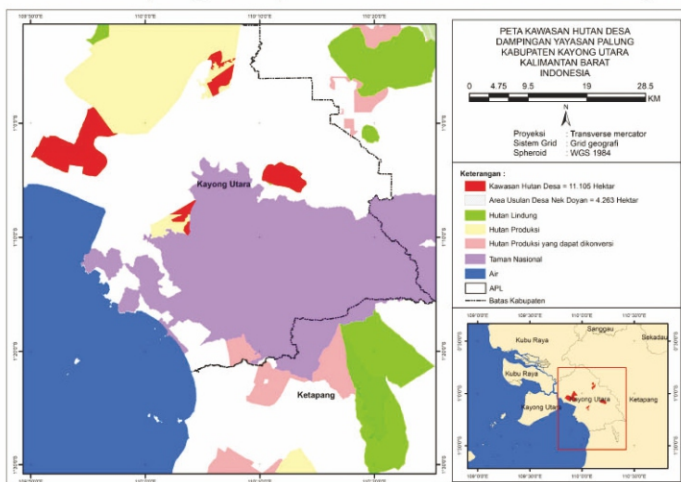 PETA KAWASAN HUTAN DESA
DAMPINGAN YAYASAN PALUNG
KABUPATEN KAYONG UTARA
KALIMANTAN BARAT
INDONESIA
0 4.75 9.5 19 28.5
KM
N
Proyeksi : Transverse mercator
Sistem Grid : Grid geografi
Spheroid : WGS 1984
Keterangan :
Kawasan Hutan Desa = 11.105 Hektar
Area Usulan Desa Nek Doyan = 4.263 Hektar
Hutan Lindung
Hutan Produksi
Hutan Produksi yang dapat dikonversi
Taman Nasional
Air
APL
Batas Kabupaten
Kayong Utara
Ketapang
Sanggau
Sekadau
Kubu Raya
Kubu Raya
Kayong Utara
Kayong Utara
Ketapang